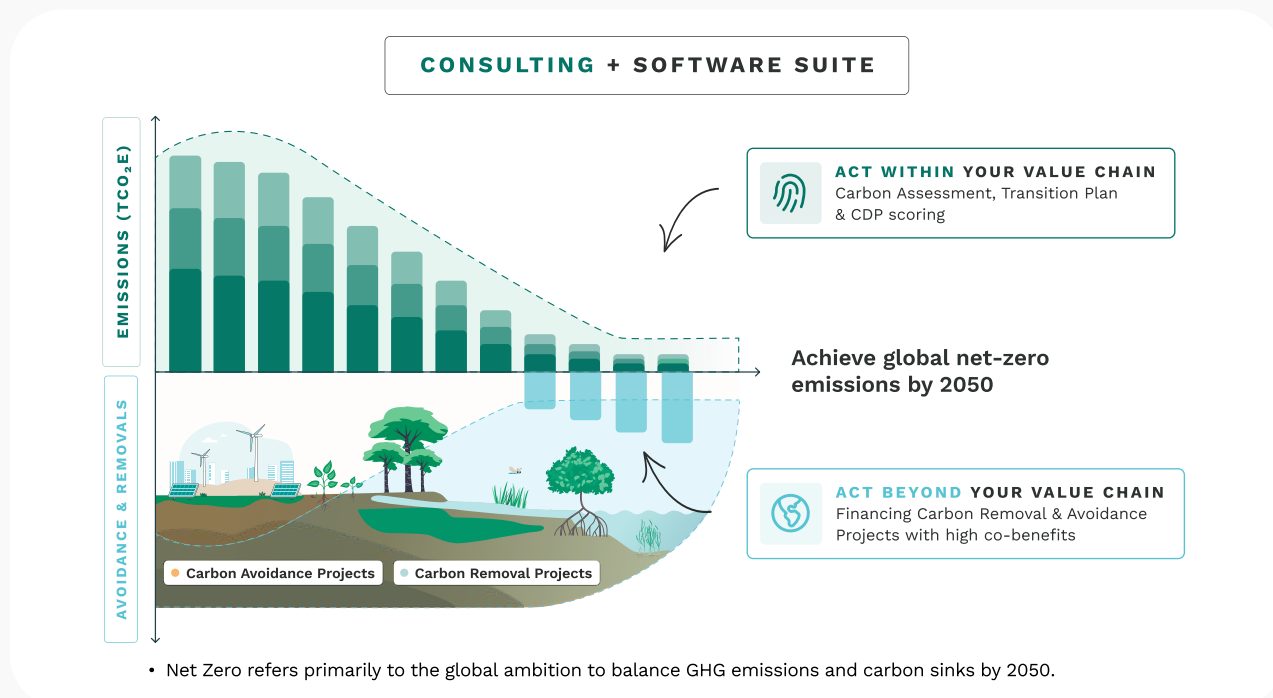 CONSULTING + SOFTWARE SUITE
EMISSIONS (TCO₂E)
ACT WITHIN YOUR VALUE CHAIN
Carbon Assessment, Transition Plan
& CDP scoring
Achieve global net-zero
emissions by 2050
AVOIDANCE & REMOVALS
ACT BEYOND YOUR VALUE CHAIN
Financing Carbon Removal & Avoidance
Projects with high co-benefits
Carbon Avoidance Projects
Carbon Removal Projects
• Net Zero refers primarily to the global ambition to balance GHG emissions and carbon sinks by 2050.